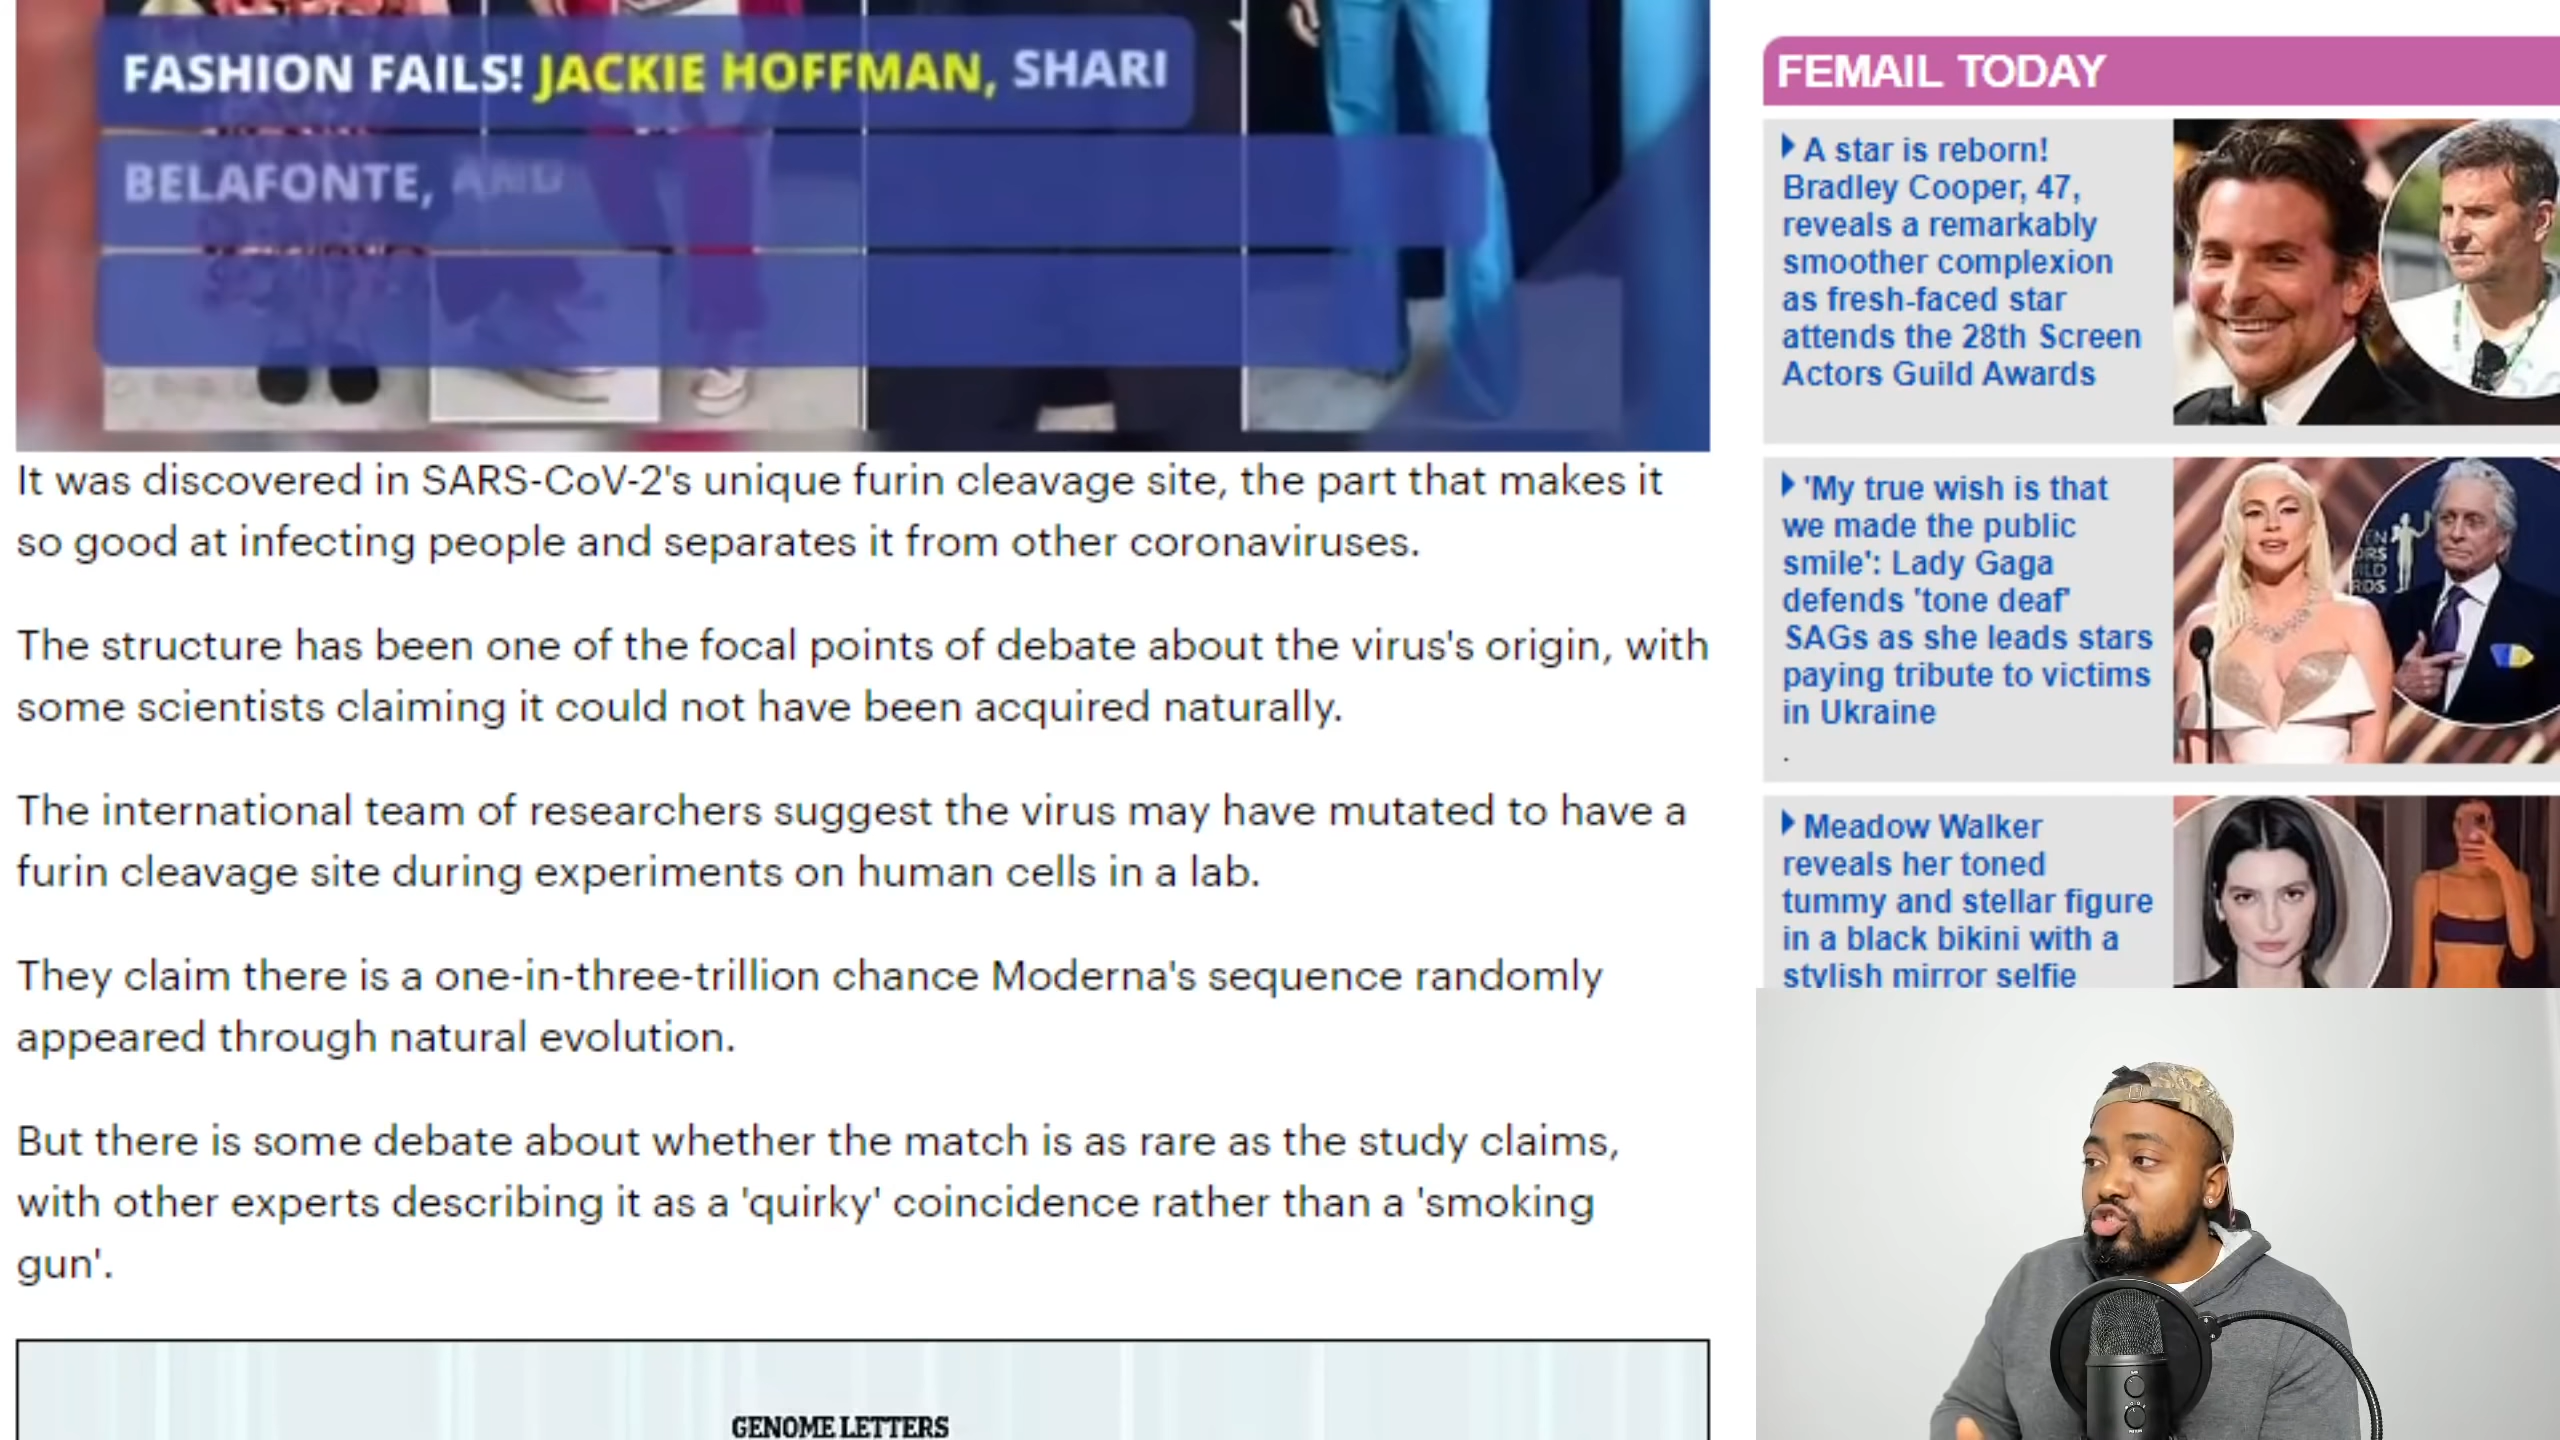 FASHION FAILS! JACKIE HOFFMAN, SHARI
BELAFONTE, AND
It was discovered in SARS-CoV-2's unique furin cleavage site, the part that makes it
so good at infecting people and separates it from other coronaviruses.
The structure has been one of the focal points of debate about the virus's origin, with
some scientists claiming it could not have been acquired naturally.
The international team of researchers suggest the virus may have mutated to have a
furin cleavage site during experiments on human cells in a lab.
They claim there is a one-in-three-trillion chance Moderna's sequence randomly
appeared through natural evolution.
But there is some debate about whether the match is as rare as the study claims,
with other experts describing it as a 'quirky' coincidence rather than a 'smoking
gun'.
GENOME LETTERS
FEMAIL TODAY
A star is reborn!
Bradley Cooper, 47,
reveals a remarkably
smoother complexion
as fresh-faced star
attends the 28th Screen
Actors Guild Awards
'My true wish is that
we made the public
smile': Lady Gaga
defends 'tone deaf'
SAGs as she leads stars
paying tribute to victims
in Ukraine
.
Meadow Walker
reveals her toned
tummy and stellar figure
in a black bikini with a
stylish mirror selfie